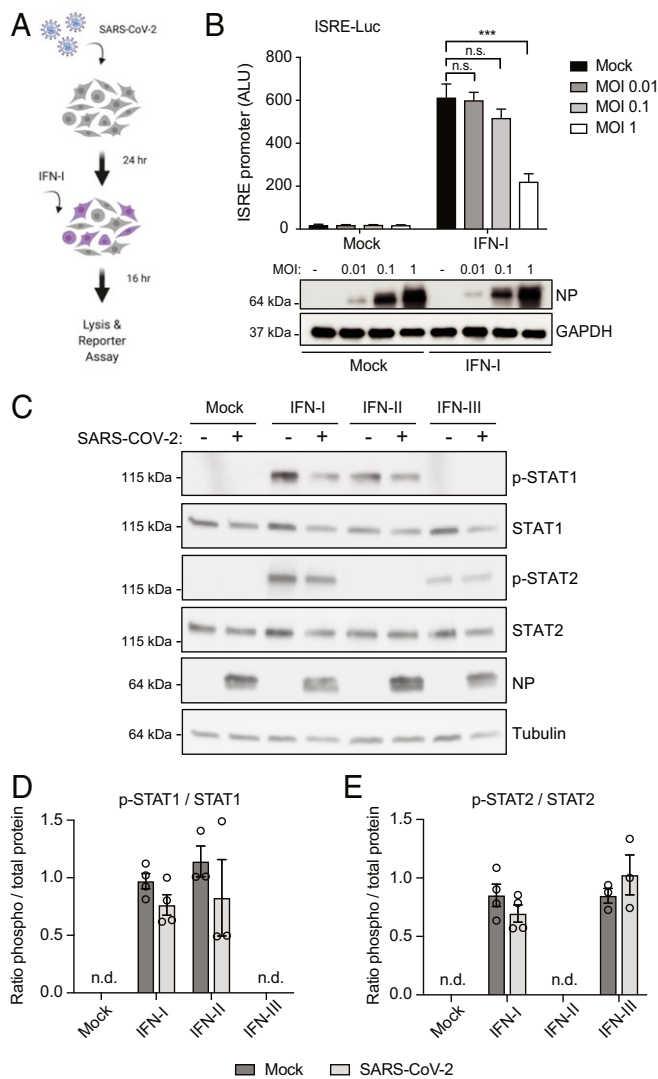 A
SARS-CoV-2
24 hr
IFN-I
16 hr
Lysis &
Reporter
Assay
B
ISRE-Luc
ISRE promoter (ALU)
800
600
400
200
0
n.s.
n.s.
***
Mock
MOI 0.01
MOI 0.1
MOI 1
Mock IFN-I
MOI: - 0.01 0.1 1 - 0.01 0.1 1
64 kDa NP
37 kDa GAPDH
Mock IFN-I
C
Mock IFN-I IFN-II IFN-III
SARS-COV-2: - + - + - + - +
115 kDa p-STAT1
115 kDa STAT1
115 kDa p-STAT2
115 kDa STAT2
64 kDa NP
64 kDa Tubulin
D
p-STAT1 / STAT1
Ratio phospho / total protein
1.5
1.0
0.5
0.0
n.d. n.d.
Mock IFN-I IFN-II IFN-III
E
p-STAT2 / STAT2
Ratio phospho / total protein
1.5
1.0
0.5
0.0
n.d. n.d.
Mock IFN-I IFN-II IFN-III
Mock SARS-CoV-2